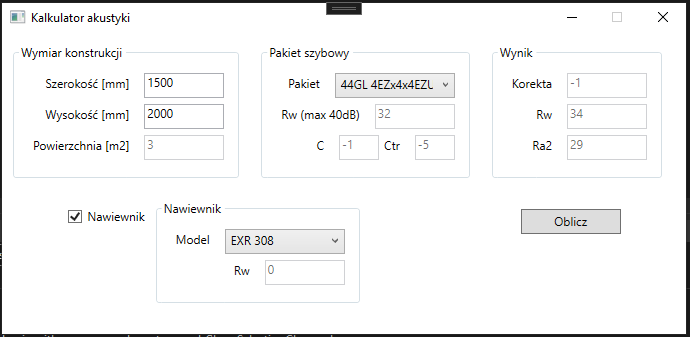 Kalkulator akustyki
Wymiar konstrukcji
Szerokość [mm] 1500
Wysokość [mm] 2000
Powierzchnia [m2] 3
Pakiet szybowy
Pakiet 44GL 4EZx4x4EZU
Rw (max 40dB) 32
C -1 Ctr -5
Wynik
Korekta -1
Rw 34
Ra2 29
Nawiewnik
Nawiewnik
Model EXR 308
Rw 0
Oblicz